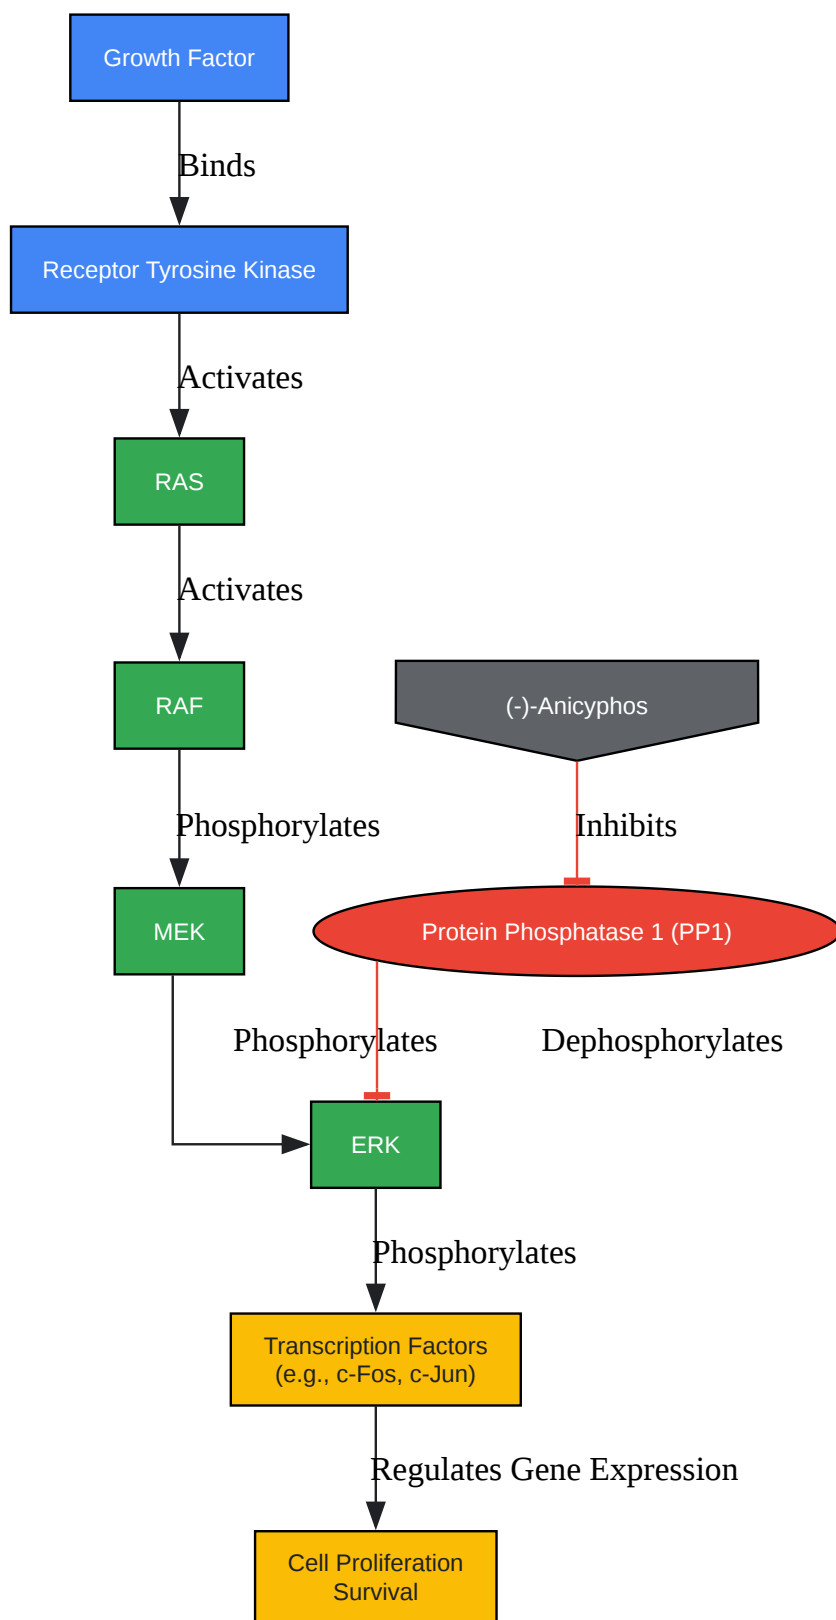 Growth Factor
Binds
Receptor Tyrosine Kinase
Activates
RAS
Activates
RAF
(-)-Anicyphos
Phosphorylates
Inhibits
MEK
Protein Phosphatase 1 (PP1)
Phosphorylates
Dephosphorylates
ERK
Phosphorylates
Transcription Factors
(e.g., c-Fos, c-Jun)
Regulates Gene Expression
Cell Proliferation
Survival